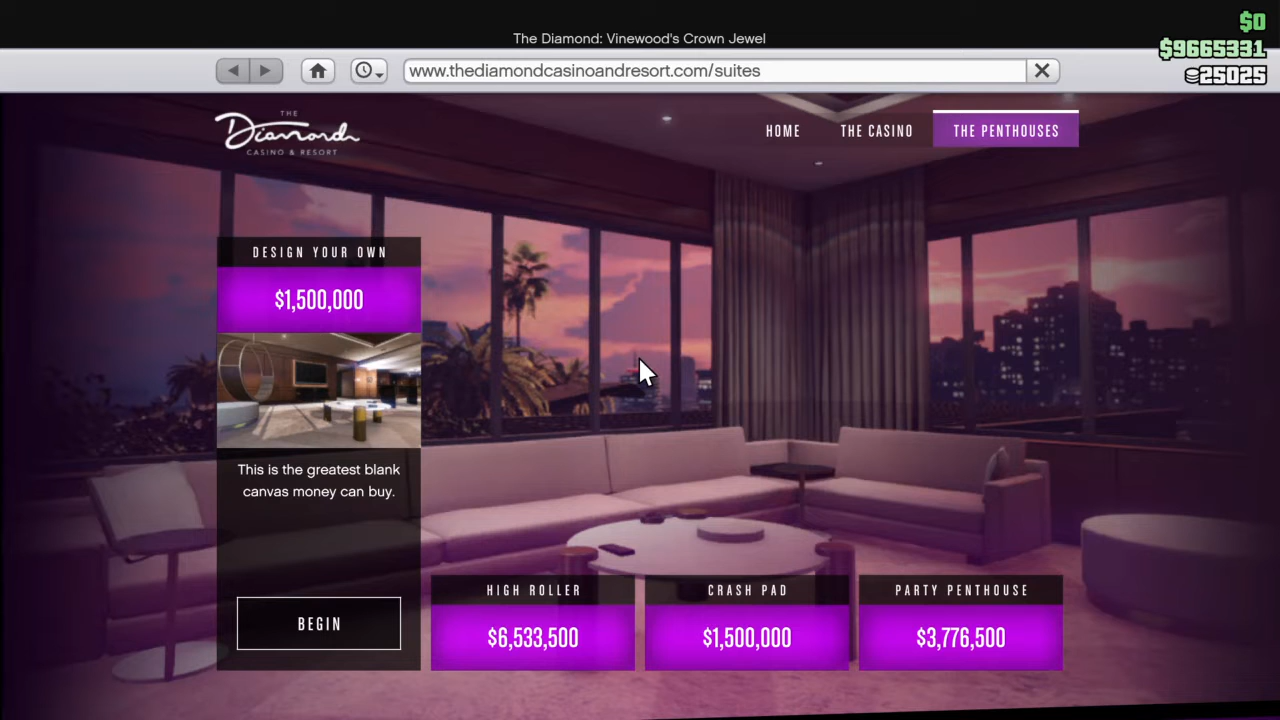 The Diamond: Vinewood's Crown Jewel
$0
$9665331
25025
www.thediamondcasinoandresort.com/suites
THE
Diamond
CASINO & RESORT
HOME
THE CASINO
THE PENTHOUSES
DESIGN YOUR OWN
$1,500,000
This is the greatest blank
canvas money can buy.
BEGIN
HIGH ROLLER
$6,533,500
CRASH PAD
$1,500,000
PARTY PENTHOUSE
$3,776,500